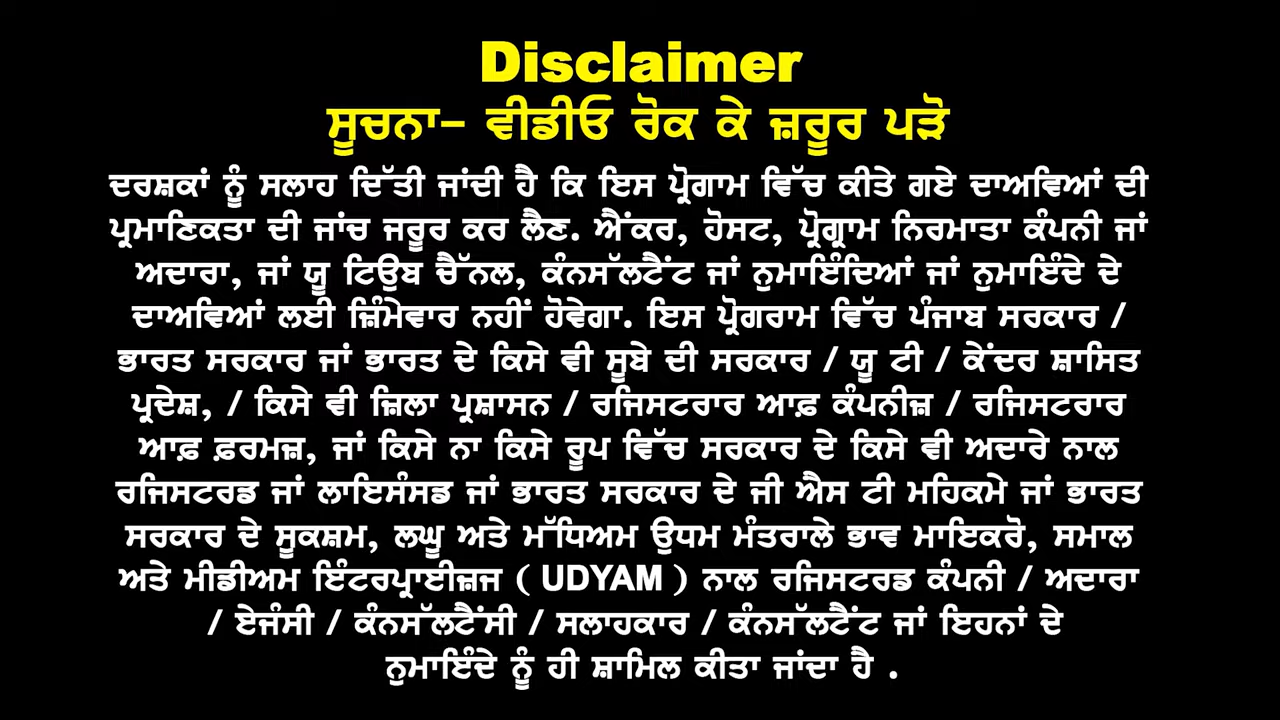 Disclaimer
ਸੂਚਨਾ- ਵੀਡੀਓ ਰੋਕ ਕੇ ਜ਼ਰੂਰ ਪੜੋ
ਦਰਸ਼ਕਾਂ ਨੂੰ ਸਲਾਹ ਦਿੱਤੀ ਜਾਂਦੀ ਹੈ ਕਿ ਇਸ ਪ੍ਰੋਗਾਮ ਵਿੱਚ ਕੀਤੇ ਗਏ ਦਾਅਵਿਆਂ ਦੀ
ਪ੍ਰਮਾਣਿਕਤਾ ਦੀ ਜਾਂਚ ਜਰੂਰ ਕਰ ਲੈਣ. ਐਂਕਰ, ਹੋਸਟ, ਪ੍ਰੋਗ੍ਰਾਮ ਨਿਰਮਾਤਾ ਕੰਪਨੀ ਜਾਂ
ਅਦਾਰਾ, ਜਾਂ ਯੂ ਟਿਊਬ ਚੈੱਨਲ, ਕੰਨਸੱਲਟੈਂਟ ਜਾਂ ਨੁਮਾਇੰਦਿਆਂ ਜਾਂ ਨੁਮਾਇੰਦੇ ਦੇ
ਦਾਅਵਿਆਂ ਲਈ ਜ਼ਿੰਮੇਵਾਰ ਨਹੀਂ ਹੋਵੇਗਾ. ਇਸ ਪ੍ਰੋਗਰਾਮ ਵਿੱਚ ਪੰਜਾਬ ਸਰਕਾਰ /
ਭਾਰਤ ਸਰਕਾਰ ਜਾਂ ਭਾਰਤ ਦੇ ਕਿਸੇ ਵੀ ਸੂਬੇ ਦੀ ਸਰਕਾਰ / ਯੂ ਟੀ / ਕੇਂਦਰ ਸ਼ਾਸਿਤ
ਪ੍ਰਦੇਸ਼, / ਕਿਸੇ ਵੀ ਜ਼ਿਲਾ ਪ੍ਰਸ਼ਾਸਨ / ਰਜਿਸਟਰਾਰ ਆਫ਼ ਕੰਪਨੀਜ਼ / ਰਜਿਸਟਰਾਰ
ਆਫ਼ ਫ਼ਰਮਜ਼, ਜਾਂ ਕਿਸੇ ਨਾ ਕਿਸੇ ਰੂਪ ਵਿੱਚ ਸਰਕਾਰ ਦੇ ਕਿਸੇ ਵੀ ਅਦਾਰੇ ਨਾਲ
ਰਜਿਸਟਰਡ ਜਾਂ ਲਾਇਸੰਸਡ ਜਾਂ ਭਾਰਤ ਸਰਕਾਰ ਦੇ ਜੀ ਐਸ ਟੀ ਮਹਿਕਮੇ ਜਾਂ ਭਾਰਤ
ਸਰਕਾਰ ਦੇ ਸੂਕਸ਼ਮ, ਲਘੂ ਅਤੇ ਮੱਧਿਅਮ ਉਧਮ ਮੰਤਰਾਲੇ ਭਾਵ ਮਾਇਕਰੋ, ਸਮਾਲ
ਅਤੇ ਮੀਡੀਅਮ ਇੰਟਰਪ੍ਰਾਈਜ਼ਜ ( UDYAM ) ਨਾਲ ਰਜਿਸਟਰਡ ਕੰਪਨੀ / ਅਦਾਰਾ
/ ਏਜੰਸੀ / ਕੰਨਸੱਲਟੈਂਸੀ / ਸਲਾਹਕਾਰ / ਕੰਨਸੱਲਟੈਂਟ ਜਾਂ ਇਹਨਾਂ ਦੇ
ਨੁਮਾਇੰਦੇ ਨੂੰ ਹੀ ਸ਼ਾਮਿਲ ਕੀਤਾ ਜਾਂਦਾ ਹੈ .